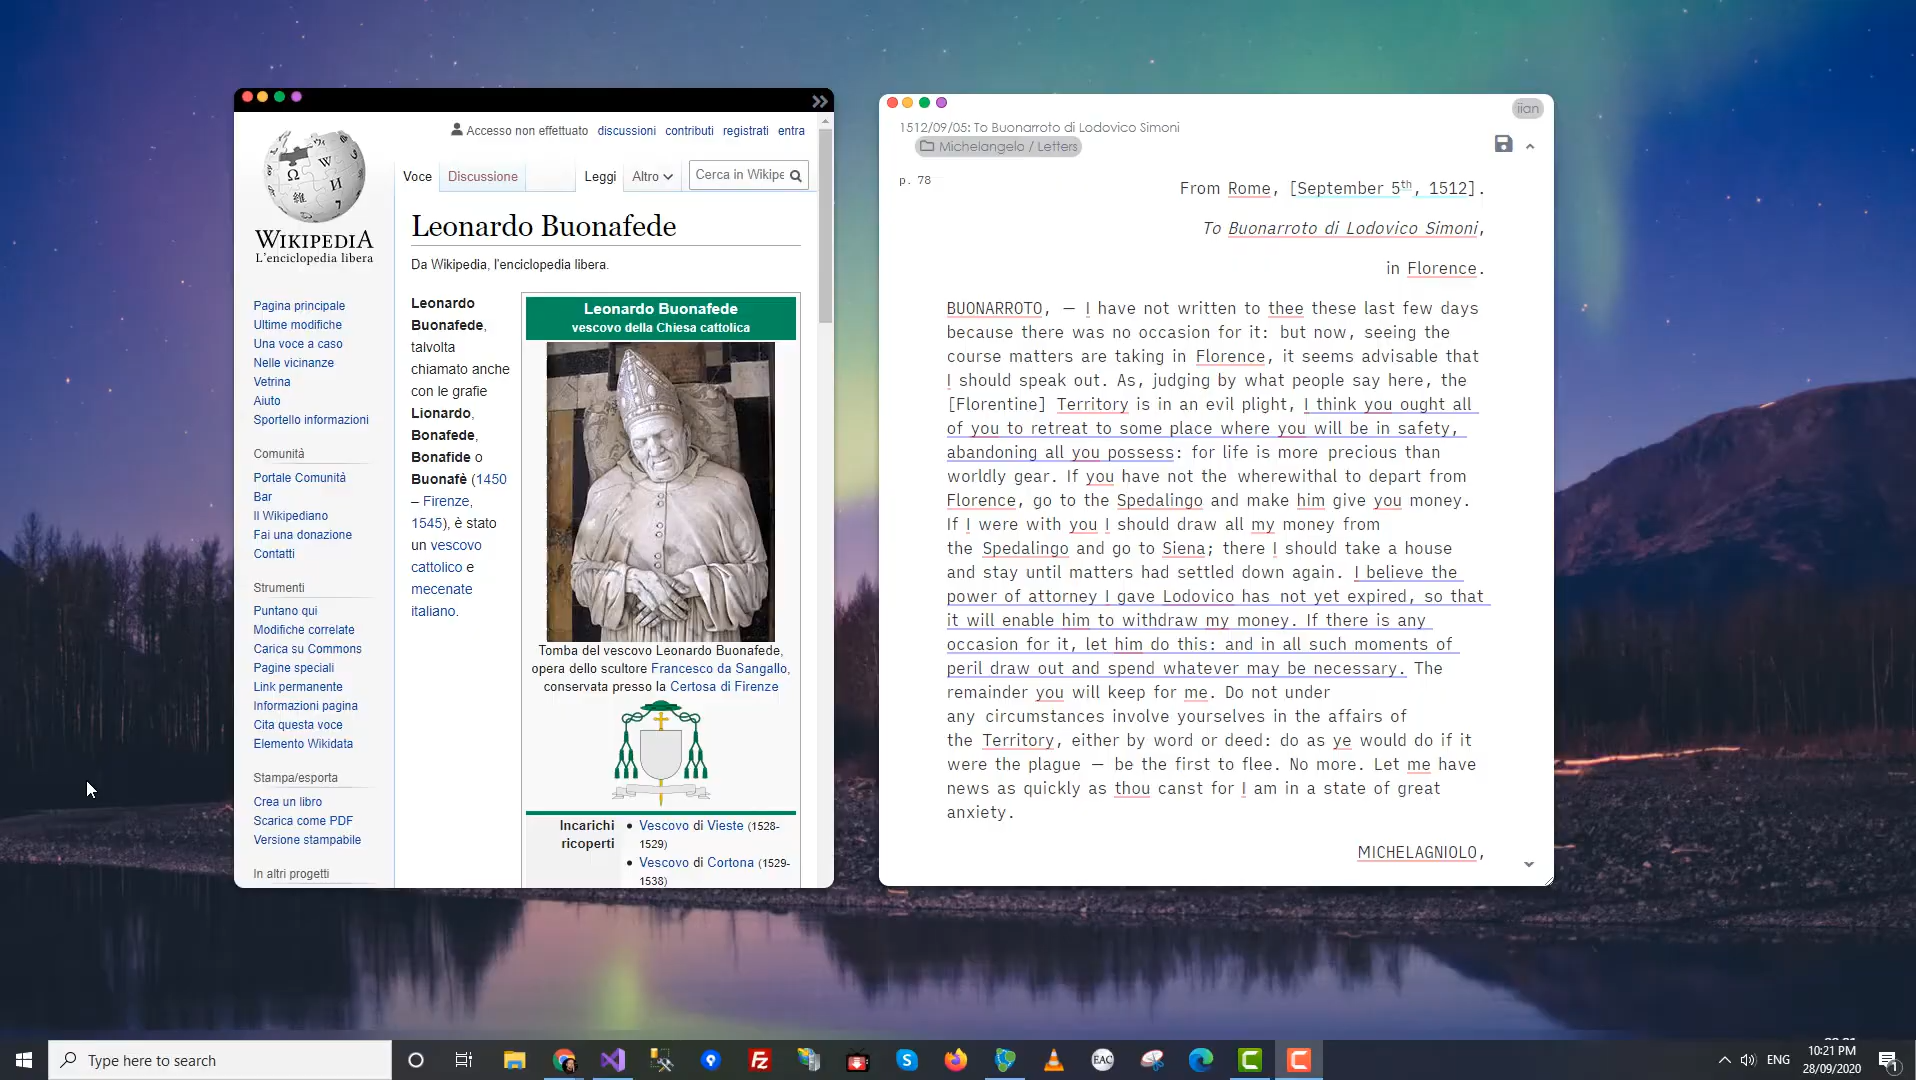 Accesso non effettuato discussioni contributi registrati entra
Voce Discussione Leggi Altro Cerca in Wikipe
WIKIPEDIA
L'enciclopedia libera
Pagina principale
Ultime modifiche
Una voce a caso
Nelle vicinanze
Vetrina
Aiuto
Sportello informazioni
Comunità
Portale Comunità
Bar
Il Wikipediano
Fai una donazione
Contatti
Strumenti
Puntano qui
Modifiche correlate
Carica su Commons
Pagine speciali
Link permanente
Informazioni pagina
Cita questa voce
Elemento Wikidata
Stampa/esporta
Crea un libro
Scarica come PDF
Versione stampabile
In altri progetti
Leonardo Buonafede
Da Wikipedia, l'enciclopedia libera.
Leonardo
Buonafede,
talvolta
chiamato anche
con le grafie
Lionardo,
Bonafede,
Bonafide o
Buonafè (1450
– Firenze,
1545), è stato
un vescovo
cattolico e
mecenate
italiano.
Leonardo Buonafede
vescovo della Chiesa cattolica
Tomba del vescovo Leonardo Buonafede,
opera dello scultore Francesco da Sangallo,
conservata presso la Certosa di Firenze
Incarichi
ricoperti
Vescovo di Vieste (1528-
1529)
Vescovo di Cortona (1529-
1538)
iian
1512/09/05: To Buonarroto di Lodovico Simoni
Michelangelo / Letters
p. 78
From Rome, [September 5th, 1512].
To Buonarroto di Lodovico Simoni,
in Florence.
BUONARROTO, — I have not written to thee these last few days
because there was no occasion for it: but now, seeing the
course matters are taking in Florence, it seems advisable that
I should speak out. As, judging by what people say here, the
[Florentine] Territory is in an evil plight, I think you ought all
of you to retreat to some place where you will be in safety,
abandoning all you possess: for life is more precious than
worldly gear. If you have not the wherewithal to depart from
Florence, go to the Spedalingo and make him give you money.
If I were with you I should draw all my money from
the Spedalingo and go to Siena; there I should take a house
and stay until matters had settled down again. I believe the
power of attorney I gave Lodovico has not yet expired, so that
it will enable him to withdraw my money. If there is any
occasion for it, let him do this: and in all such moments of
peril draw out and spend whatever may be necessary. The
remainder you will keep for me. Do not under
any circumstances involve yourselves in the affairs of
the Territory, either by word or deed: do as ye would do if it
were the plague — be the first to flee. No more. Let me have
news as quickly as thou canst for I am in a state of great
anxiety.
MICHELAGNIOLO,
Type here to search
EAC
ENG
10:21 PM
28/09/2020
1